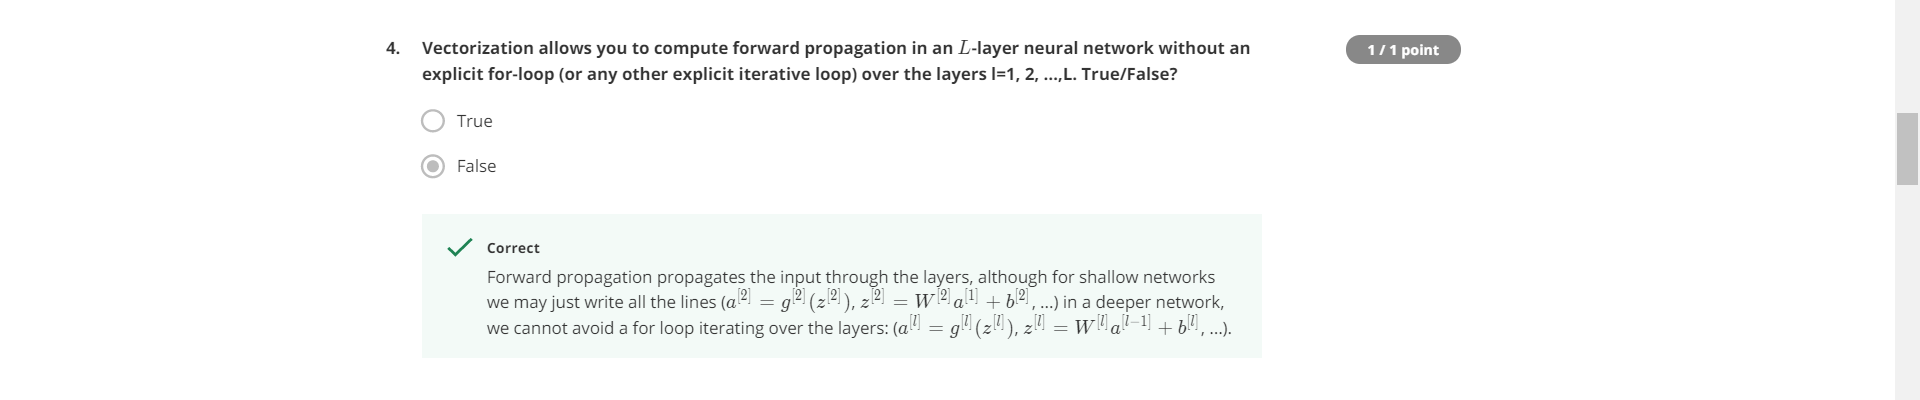 4. Vectorization allows you to compute forward propagation in an L-layer neural network without an
explicit for-loop (or any other explicit iterative loop) over the layers l=1, 2, …,L. True/False?
1 / 1 point
True
False
Correct
Forward propagation propagates the input through the layers, although for shallow networks
we may just write all the lines (a^[2] = g^[2](z^[2]), z^[2] = W^[2]a^[1] + b^[2], …) in a deeper network,
we cannot avoid a for loop iterating over the layers: (a^[l] = g^[l](z^[l]), z^[l] = W^[l]a^[l−1] + b^[l], …).